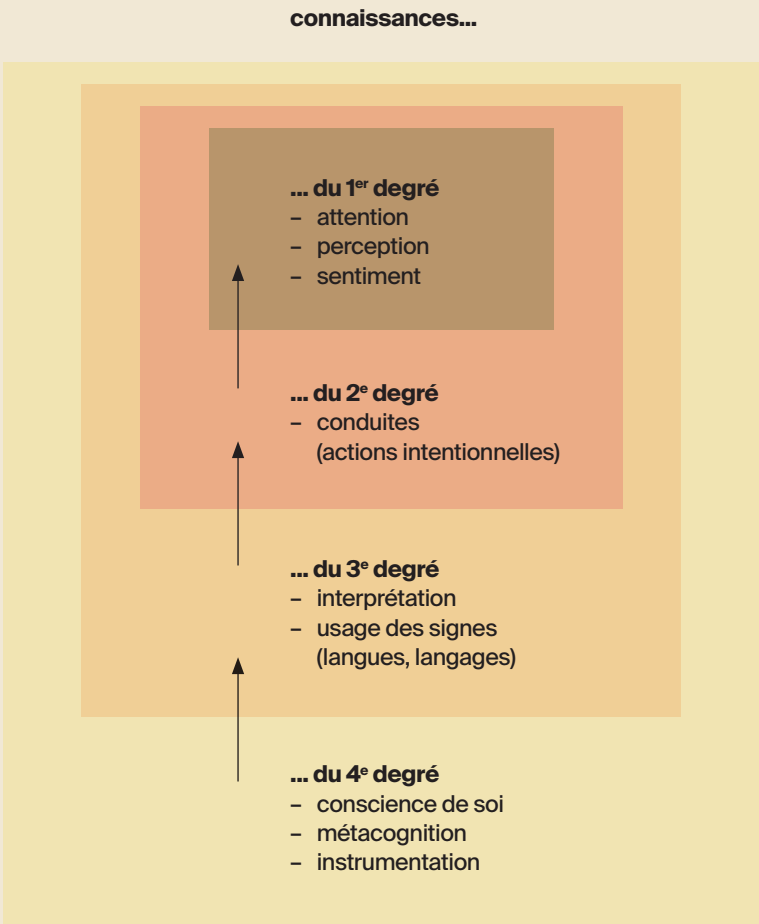 connaissances...
... du 1er degré
– attention
– perception
– sentiment
... du 2e degré
– conduites
(actions intentionnelles)
... du 3e degré
– interprétation
– usage des signes
(langues, langages)
... du 4e degré
– conscience de soi
– métacognition
– instrumentation